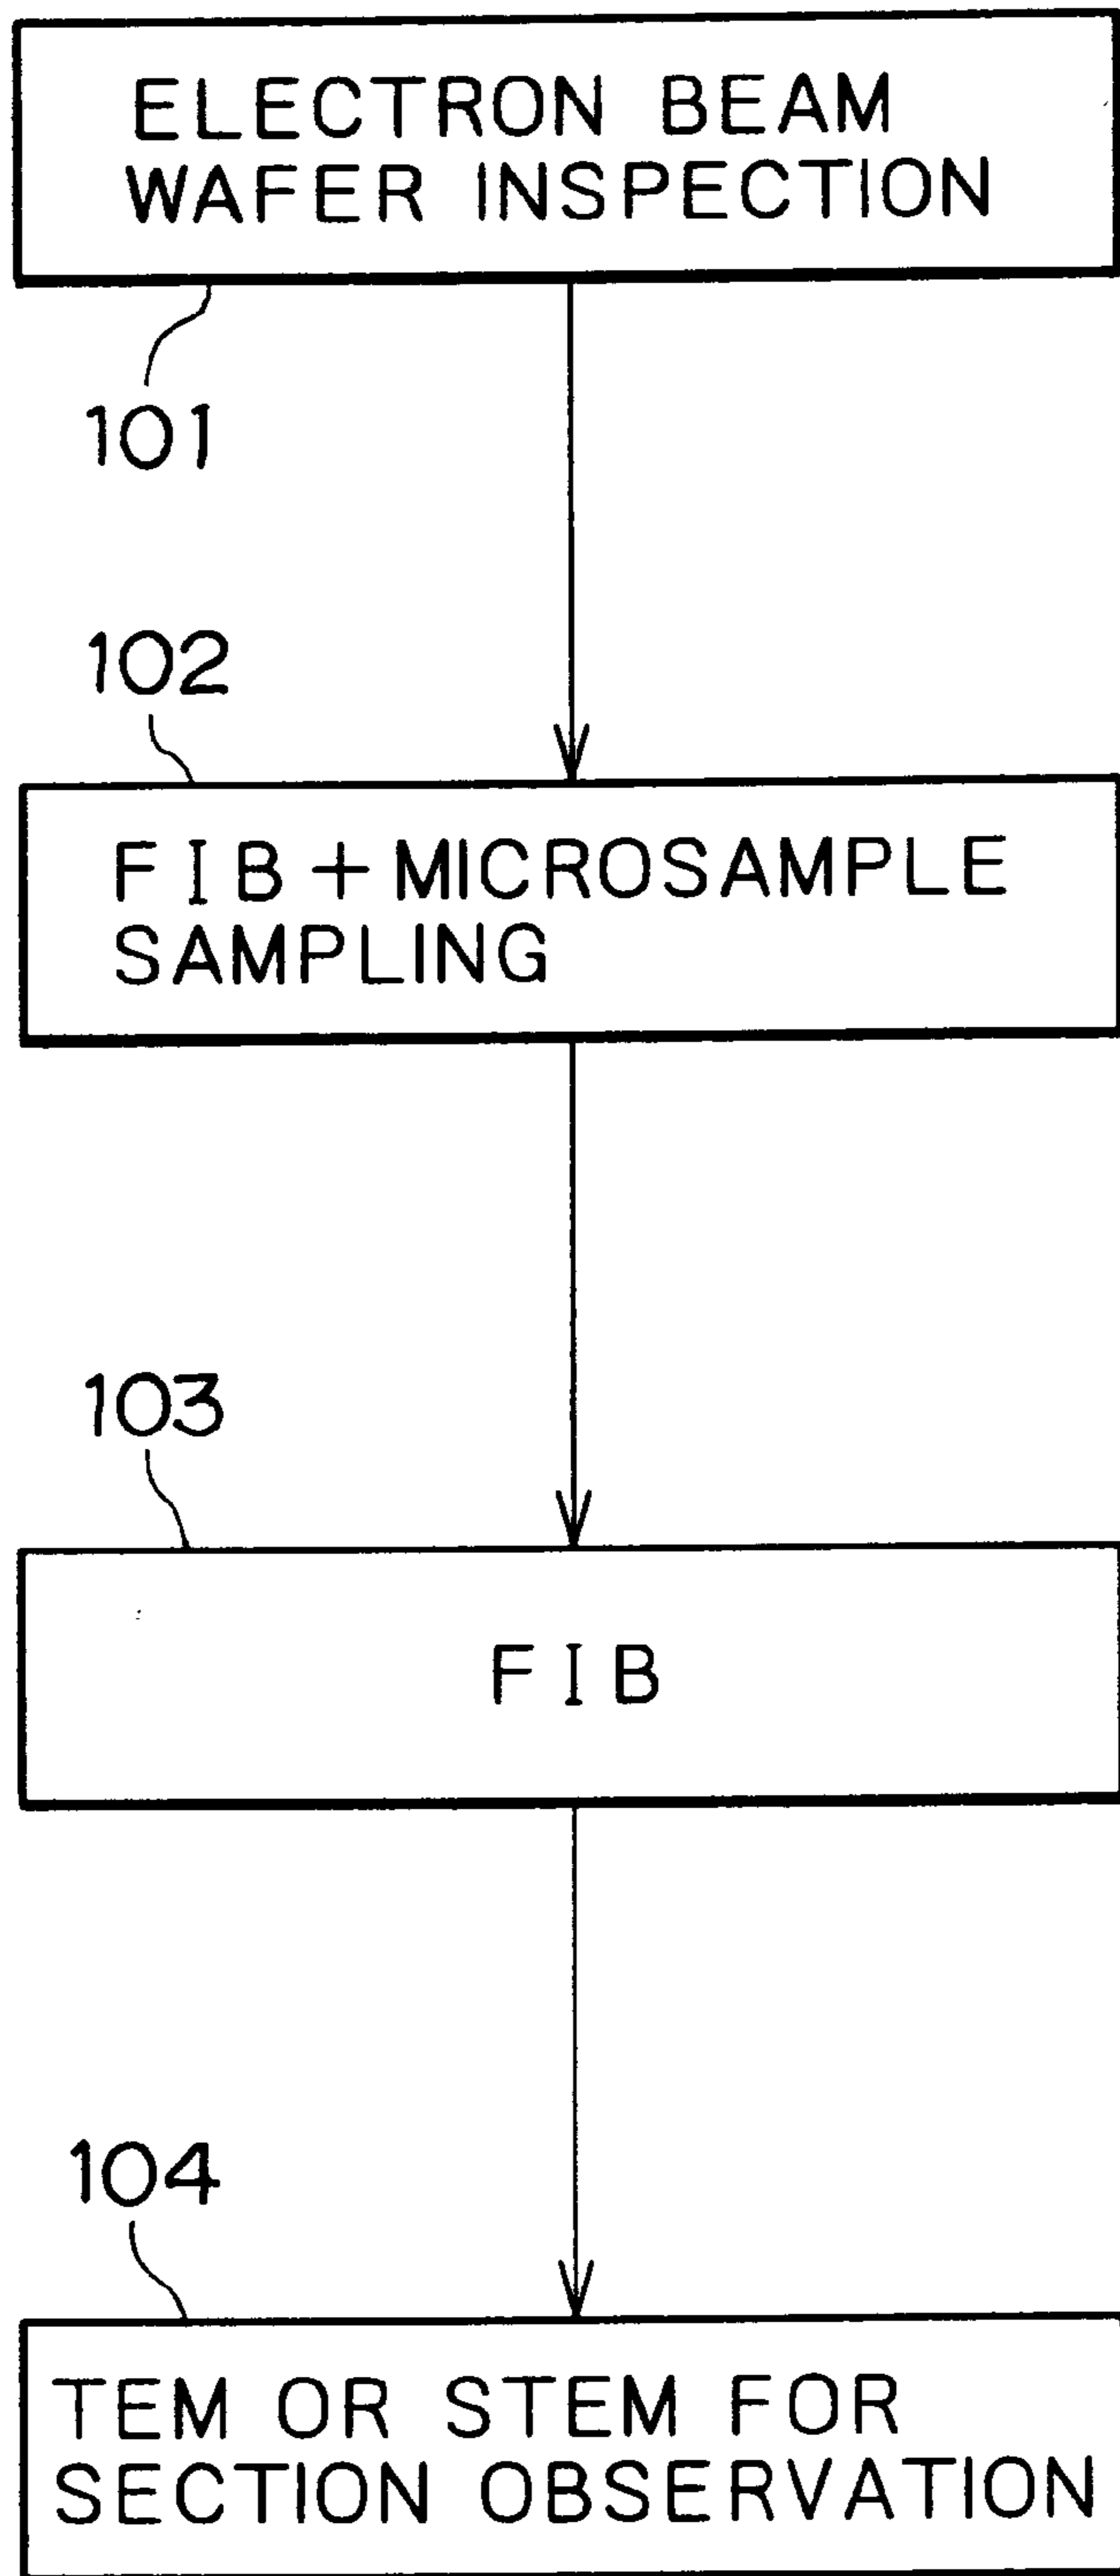 ELECTRON BEAM
WAFER INSPECTION
101
102
FIB + MICROSAMPLE
SAMPLING
103
FIB
104
TEM OR STEM FOR
SECTION OBSERVATION